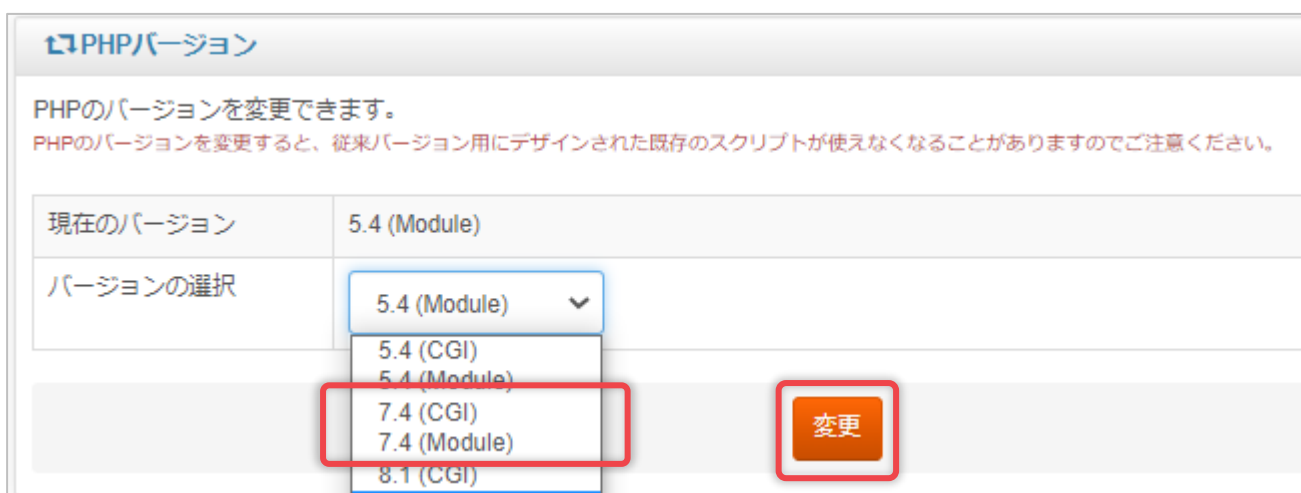 PHPバージョン
PHPのバージョンを変更できます。
PHPのバージョンを変更すると、従来バージョン用にデザインされた既存のスクリプトが使えなくなることがありますのでご注意ください。
現在のバージョン 5.4 (Module)
バージョンの選択 5.4 (Module)
5.4 (CGI)
5.4 (Module)
7.4 (CGI)
7.4 (Module)
8.1 (CGI)
変更